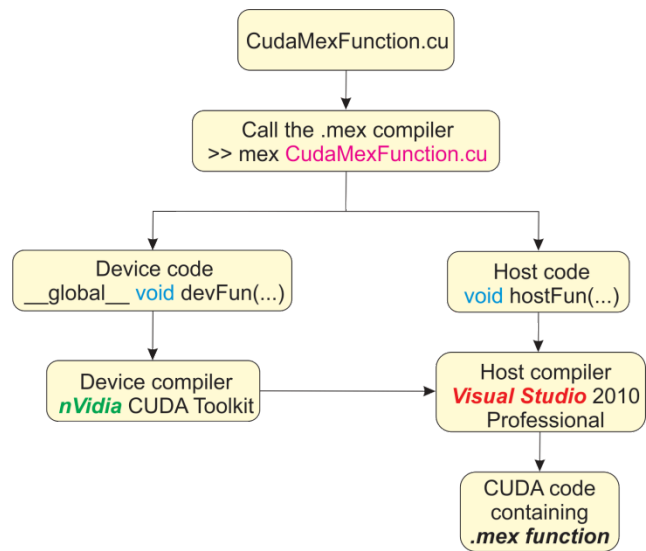 CudaMexFunction.cu
Call the .mex compiler
>> mex CudaMexFunction.cu
Device code
__global__ void devFun(...)
Host code
void hostFun(...)
Device compiler
nVidia CUDA Toolkit
Host compiler
Visual Studio 2010
Professional
CUDA code
containing
.mex function